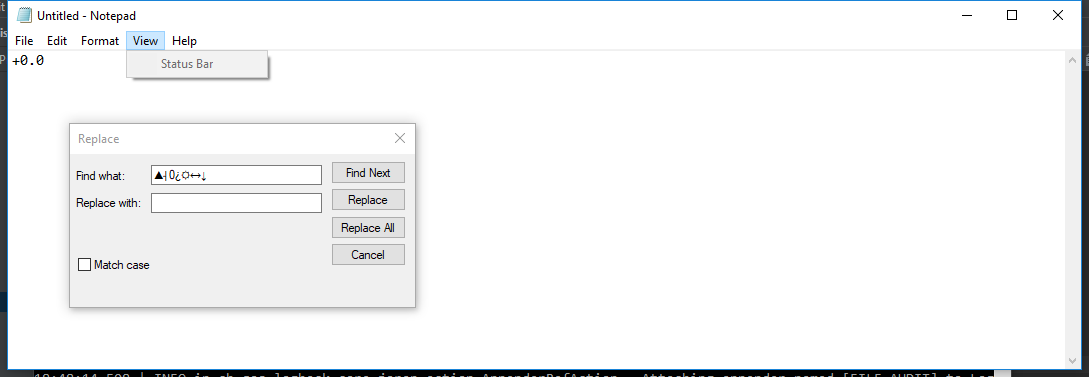 Untitled - Notepad
File Edit Format View Help
+0.0
Status Bar
Replace
Find what: ▲┤0¿☼↔↓ Find Next
Replace with: Replace
Replace All
Cancel
Match case